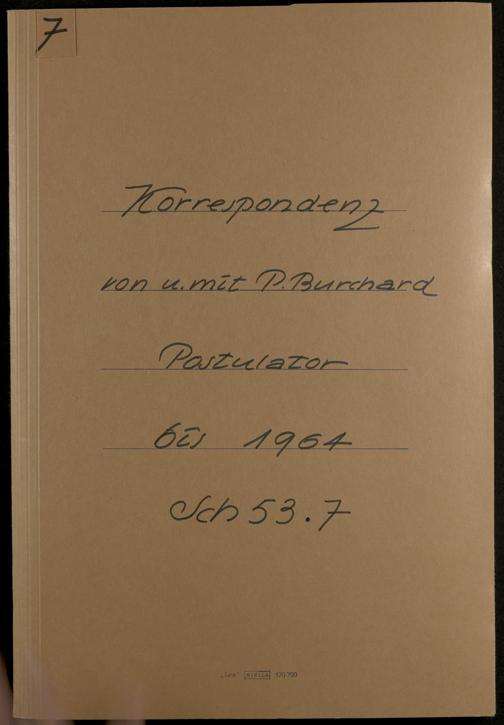 7
Korrespondenz
von u. mit P. Burchard
Postulator
bis 1964
Sch 53.7